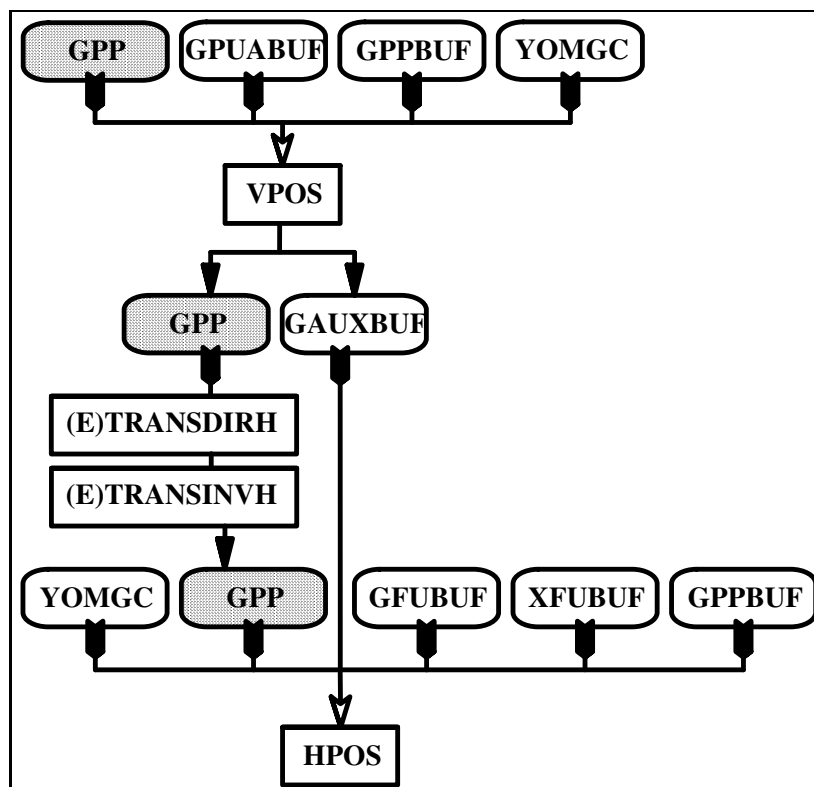 GPP GPUABUF GPPBUF YOMGC
VPOS
GPP GAUXBUF
(E)TRANSDIRH
(E)TRANSINVH
YOMGC GPP GFUBUF XFUBUF GPPBUF
HPOS